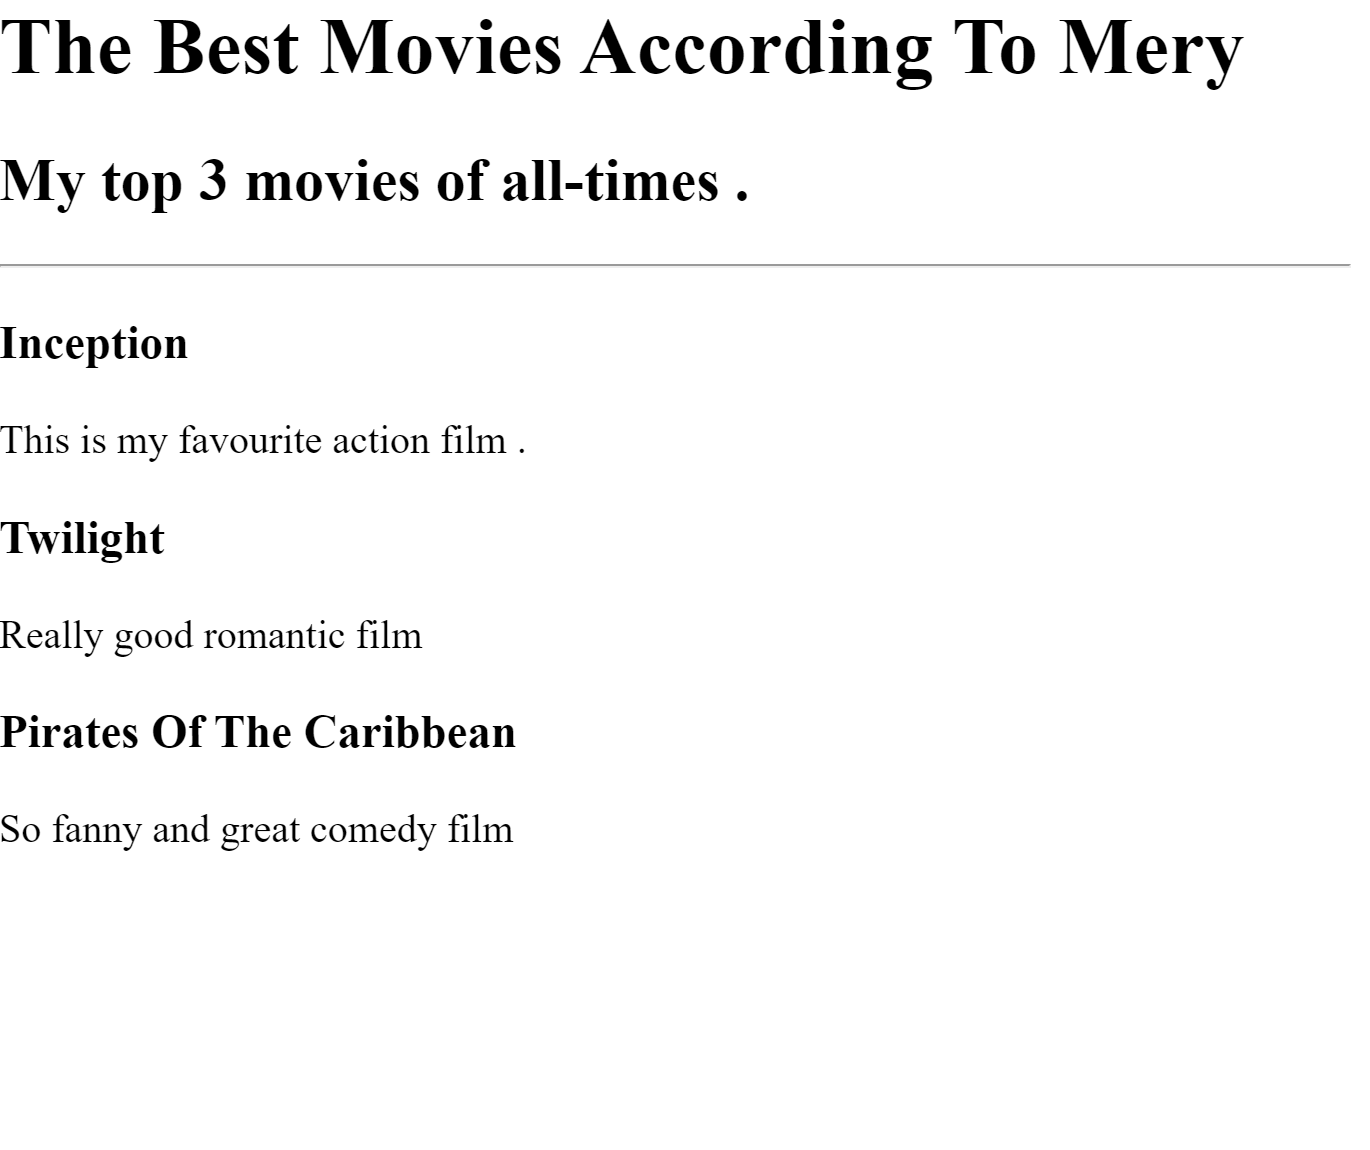 The Best Movies According To Mery
My top 3 movies of all-times .
Inception
This is my favourite action film .
Twilight
Really good romantic film
Pirates Of The Caribbean
So fanny and great comedy film